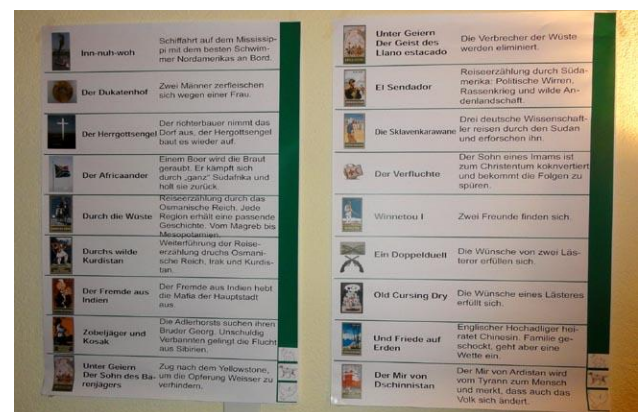 Inn-nuh-woh
Schiffahrt auf dem Mississip-
pi mit dem besten Schwim-
mer Nordamerikas an Bord.
Der Dukatenhof
Zwei Männer zerfleischen
sich wegen einer Frau.
Der Herrgottsengel
Der richterbauer nimmt das
Dorf aus, der Hergottsengel
baut es wieder auf.
Der Africaander
Einem Boer wird die Braut
geraubt. Er kämpft sich
durch „ganz" Südafrika und
holt sie zurück.
Durch die Wüste
Reiseerzählung durch das
Osmanische Reich. Jede
Region erhält eine passende
Geschichte. Vom Magreb bis
Mesopotamien.
Durchs wilde
Kurdistan
Weiterführung der Reise-
erzählung druchs Osmani-
sche Reich, Irak und Kurdis-
tan.
Der Fremde aus
Indien
Der Fremde aus Indien hebt
die Mafia der Hauptstadt
aus.
Zobeljäger und
Kosak
Die Adlerhorsts suchen ihren
Bruder Georg. Unschuldig
Verbannten gelingt die Flucht
aus Sibirien.
Unter Geiern
Der Sohn des Bä-
renjägers
Zug nach dem Yellowstone,
um die Opferung Weisser zu
verhindern.
Unter Geiern
Der Geist des
Llano estacado
Die Verbrecher der Wüste
werden eliminiert.
El Sendador
Reiseerzählung durch Süda-
merika: Politische Wirren,
Rassenkrieg und wilde An-
denlandschaft.
Die Sklavenkarawane
Drei deutsche Wissenschaft-
ler reisen durch den Sudan
und erforschen ihn.
Der Verfluchte
Der Sohn eines Imams ist
zum Christentum koknvertiert
und bekommt die Folgen zu
spüren.
Winnetou I
Zwei Freunde finden sich.
Ein Doppelduell
Die Wünsche von zwei Läs-
terer erfüllen sich.
Old Cursing Dry
Die Wünsche eines Lästeres
erfüllt sich.
Und Friede auf
Erden
Englischer Hochadliger hei-
ratet Chinesin. Familie ge-
schockt, geht aber eine
Wette ein.
Der Mir von
Dschinnistan
Der Mir von Ardistan wird
vom Tyrann zum Mensch
und merkt, dass auch das
Volk sich ändert.